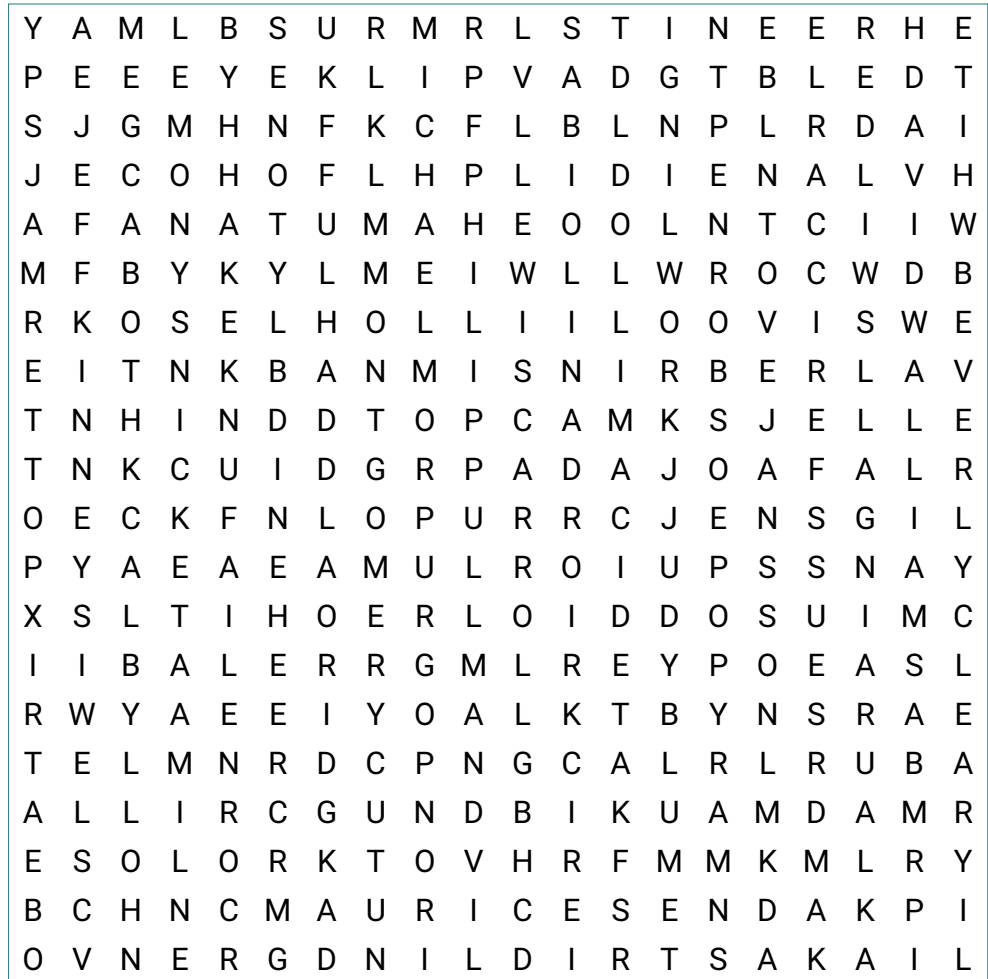 Y A M L B S U R M R L S T I N E E R H E
P E E E Y E K L I P V A D G T B L E D T
S J G M H N F K C F L B L N P L R D A I
J E C O H O F L H P L I D I E N A L V H
A F A N A T U M A H E O O L N T C I I W
M F B Y K Y L M E I W L L W R O C W D B
R K O S E L H O L L I I L O O V I S W E
E I T N K B A N M I S N I R B E R L A V
T N H I N D D T O P C A M K S J E L L E
T N K C U I D G R P A D A J O A F A L R
O E C K F N L O P U R R C J E N S G I L
P Y A E A E A M U L R O I U P S S N A Y
X S L T I H O E R L O I D D O S U I M C
I I B A L E R R G M L R E Y P O E A S L
R W Y A E E I Y O A L K T B Y N S R A E
T E L M N R D C P N G C A L R L R U B A
A L L I R C G U N D B I K U A M D A M R
E S O L O R K T O V H R F M M K M L R Y
B C H N C M A U R I C E S E N D A K P I
O V N E R G D N I L D I R T S A K A I L